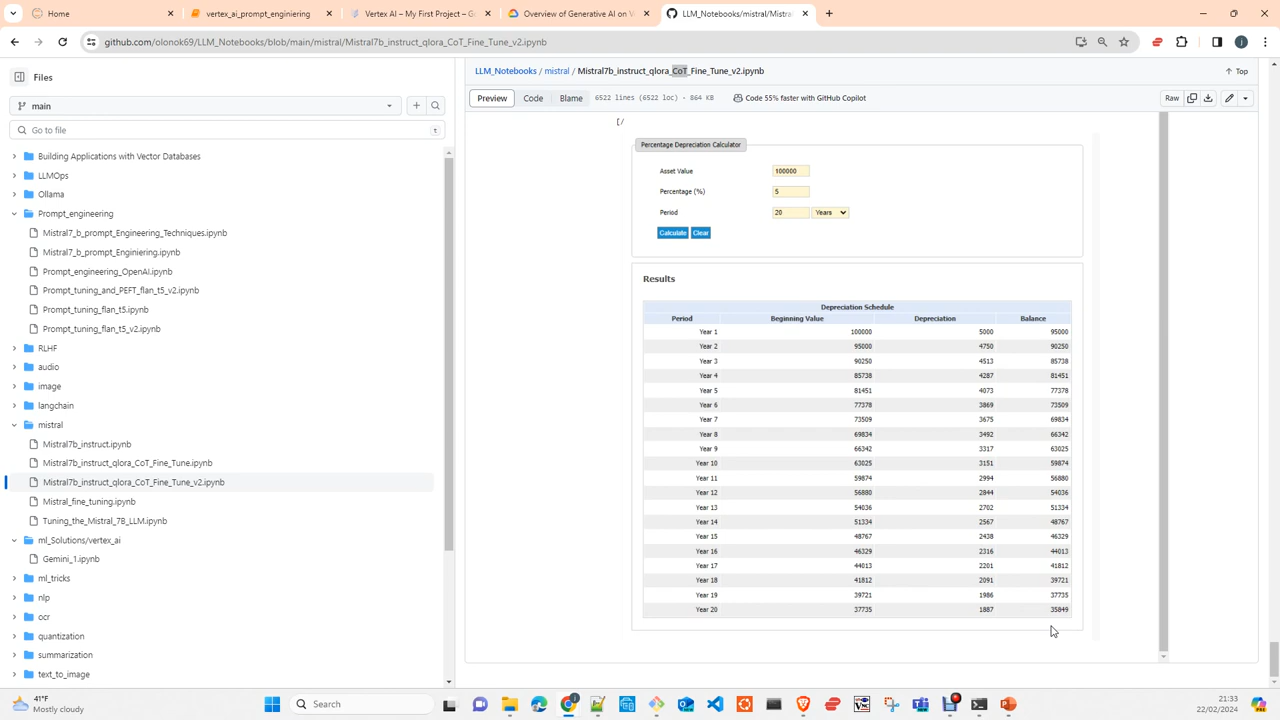 Home
vertex_ai_prompt_enginiering
Vertex AI – My First Project – G
Overview of Generative AI on V
LLM_Notebooks/mistral/Mistral
github.com/olonok69/LLM_Notebooks/blob/main/mistral/Mistral7b_instruct_qlora_CoT_Fine_Tune_v2.ipynb
Files
main
Go to file
t
Building Applications with Vector Databases
LLMOps
Ollama
Prompt_engineering
Mistral7_b_prompt_Engineering_Techniques.ipynb
Mistral7_b_prompt_Enginiering.ipynb
Prompt_engineering_OpenAI.ipynb
Prompt_tuning_and_PEFT_flan_t5_v2.ipynb
Prompt_tuning_flan_t5.ipynb
Prompt_tuning_flan_t5_v2.ipynb
RLHF
audio
image
langchain
mistral
Mistral7b_instruct.ipynb
Mistral7b_instruct_qlora_CoT_Fine_Tune.ipynb
Mistral7b_instruct_qlora_CoT_Fine_Tune_v2.ipynb
Mistral_fine_tuning.ipynb
Tuning_the_Mistral_7B_LLM.ipynb
ml_Solutions/vertex_ai
Gemini_1.ipynb
ml_tricks
nlp
ocr
quantization
summarization
text_to_image
LLM_Notebooks / mistral / Mistral7b_instruct_qlora_CoT_Fine_Tune_v2.ipynb
Top
Preview Code Blame 6522 lines (6522 loc) · 864 KB Code 55% faster with GitHub Copilot Raw
[/
Percentage Depreciation Calculator
Asset Value 100000
Percentage (%) 5
Period 20 Years
Calculate Clear
Results
Depreciation Schedule
Period Beginning Value Depreciation Balance
Year 1 100000 5000 95000
Year 2 95000 4750 90250
Year 3 90250 4513 85738
Year 4 85738 4287 81451
Year 5 81451 4073 77378
Year 6 77378 3869 73509
Year 7 73509 3675 69834
Year 8 69834 3492 66342
Year 9 66342 3317 63025
Year 10 63025 3151 59874
Year 11 59874 2994 56880
Year 12 56880 2844 54036
Year 13 54036 2702 51334
Year 14 51334 2567 48767
Year 15 48767 2438 46329
Year 16 46329 2316 44013
Year 17 44013 2201 41812
Year 18 41812 2091 39721
Year 19 39721 1986 37735
Year 20 37735 1887 35849
41°F
Mostly cloudy
Search
21:33
22/02/2024